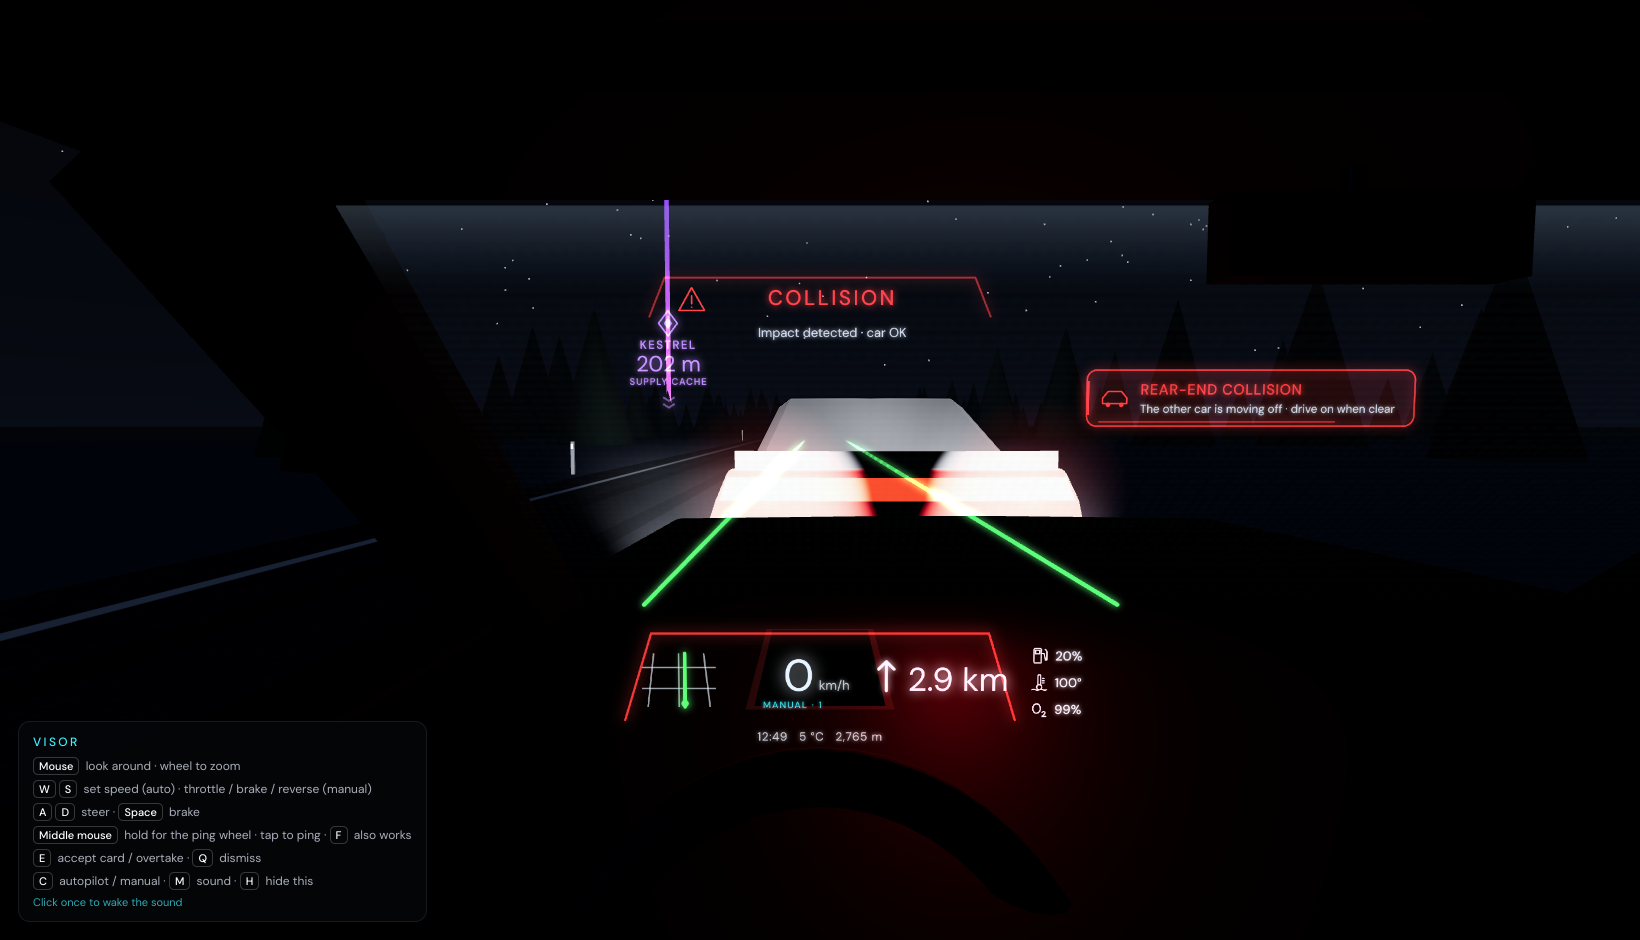 COLLISION
Impact detected · car OK
KESTREL
202 m
SUPPLY CACHE
REAR-END COLLISION
The other car is moving off · drive on when clear
0 km/h
MANUAL · 1
↑ 2.9 km
20%
100°
O₂ 99%
12:49 5 °C 2,765 m
VISOR
Mouse look around · wheel to zoom
W S set speed (auto) · throttle / brake / reverse (manual)
A D steer · Space brake
Middle mouse hold for the ping wheel · tap to ping · F also works
E accept card / overtake · Q dismiss
C autopilot / manual · M sound · H hide this
Click once to wake the sound